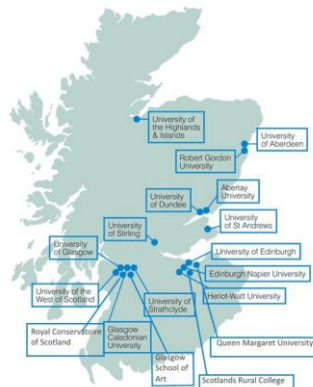 University of
the Highlands
& Islands
University
of Aberdeen
Robert Gordon
University
Abertay
University
University
of Dundee
University
of St Andrews
University
of Stirling
University
of Glasgow
University of Edinburgh
Edinburgh Napier University
Heriot-Watt University
University of the
West of Scotland
University of
Strathclyde
Royal Conservatoire
of Scotland
Glasgow
Caledonian
University
Queen Margaret University
Glasgow
School of
Art
Scotlands Rural College